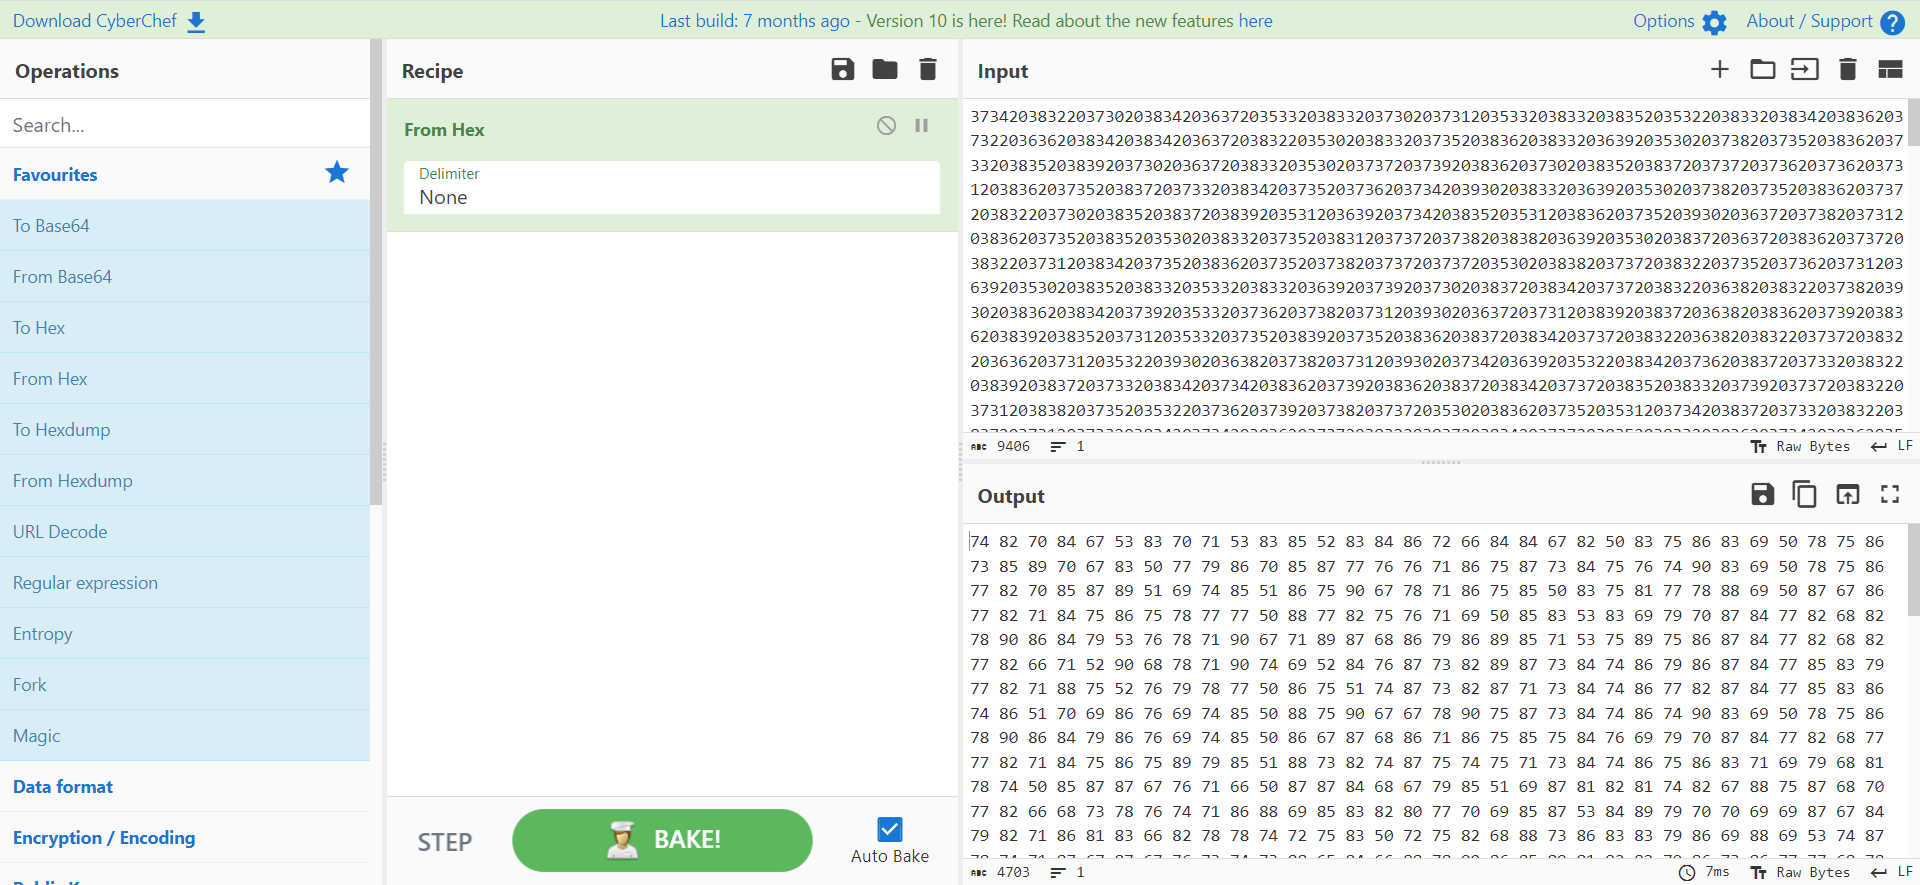 Download CyberChef
Last build: 7 months ago - Version 10 is here! Read about the new features here
Options
About / Support
Operations
Search...
Favourites
To Base64
From Base64
To Hex
From Hex
To Hexdump
From Hexdump
URL Decode
Regular expression
Entropy
Fork
Magic
Data format
Encryption / Encoding
Recipe
From Hex
Delimiter
None
STEP
BAKE!
Auto Bake
Input
3734203832203730203834203637203533203833203730203731203533203833203835203532203833203834203836203
7322036362038342038342036372038322035302038332037352038362038332036392035302037382037352038362037
3320383520383920373020363720383320353020373720373920383620373020383520383720373720373620373620373
1203836203735203837203733203834203735203736203734203930203833203639203530203738203735203836203737
2038322037302038352038372038392035312036392037342038352035312038362037352039302036372037382037312
0383620373520383520353020383320373520383120373720373820383820363920353020383720363720383620373720
3832203731203834203735203836203735203738203737203737203530203838203737203832203735203736203731203
6392035302038352038332035332038332036392037392037302038372038342037372038322036382038322037382039
3020383620383420373920353320373620373820373120393020363720373120383920383720363820383620373920383
6203839203835203731203533203735203839203735203836203837203834203737203832203638203832203737203832
2036362037312035322039302036382037382037312039302037342036392035322038342037362038372037332038322
0383920383720373320383420373420383620373920383620383720383420373720383520383320373920373720383220
3731203838203735203532203736203739203738203737203530203836203735203531203734203837203733203832203
9406
1
Raw Bytes
LF
Output
74 82 70 84 67 53 83 70 71 53 83 85 52 83 84 86 72 66 84 84 67 82 50 83 75 86 83 69 50 78 75 86
73 85 89 70 67 83 50 77 79 86 70 85 87 77 76 76 71 86 75 87 73 84 75 76 74 90 83 69 50 78 75 86
77 82 70 85 87 89 51 69 74 85 51 86 75 90 67 78 71 86 75 85 50 83 75 81 77 78 88 69 50 87 67 86
77 82 71 84 75 86 75 78 77 77 50 88 77 82 75 76 71 69 50 85 83 53 83 69 79 70 87 84 77 82 68 82
78 90 86 84 79 53 76 78 71 90 67 71 89 87 68 86 79 86 89 85 71 53 75 89 75 86 87 84 77 82 68 82
77 82 66 71 52 90 68 78 71 90 74 69 52 84 76 87 73 82 89 87 73 84 74 86 79 86 87 84 77 85 83 79
77 82 71 88 75 52 76 79 78 77 50 86 75 51 74 87 73 82 87 71 73 84 74 86 77 82 87 84 77 85 83 86
74 86 51 70 69 86 76 69 74 85 50 88 75 90 67 67 78 90 75 87 73 84 74 86 74 90 83 69 50 78 75 86
78 90 86 84 79 86 76 69 74 85 50 86 67 87 68 86 71 86 75 85 75 84 76 69 79 70 87 84 77 82 68 77
77 82 71 84 75 86 75 89 79 85 51 88 73 82 74 87 75 74 75 71 73 84 74 86 75 86 83 71 69 79 68 81
78 74 50 85 87 87 67 76 71 66 50 87 87 84 68 67 79 85 51 69 87 81 82 81 74 82 67 88 75 87 68 70
77 82 66 68 73 78 76 74 71 86 88 69 85 83 82 80 77 70 69 85 87 53 84 89 79 70 70 69 69 87 67 84
79 82 71 86 81 83 66 82 78 78 74 72 75 83 50 72 75 82 68 88 73 86 83 83 79 86 69 88 69 53 74 87
4703
1
7ms
Raw Bytes
LF